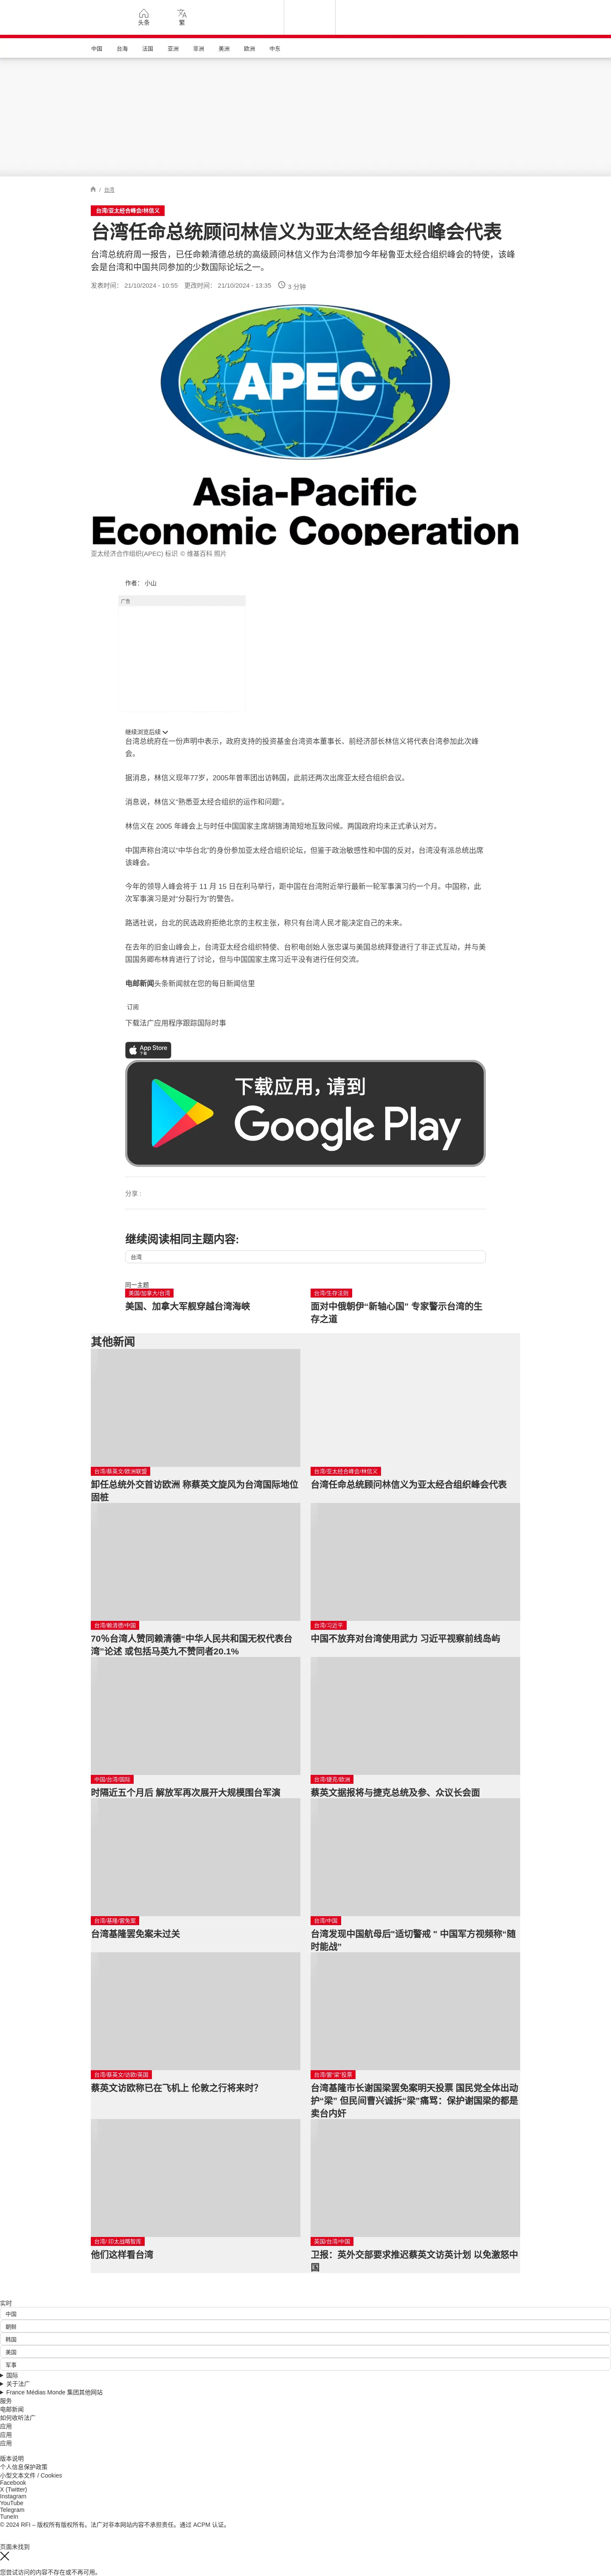 头条
繁
中国
台海
法国
亚洲
非洲
美洲
欧洲
中东
/ 台湾
台湾/亚太经合峰会/林信义
台湾任命总统顾问林信义为亚太经合组织峰会代表
台湾总统府周一报告，已任命赖清德总统的高级顾问林信义作为台湾参加今年秘鲁亚太经合组织峰会的特使，该峰
会是台湾和中国共同参加的少数国际论坛之一。
发表时间： 21/10/2024 - 10:55 更改时间： 21/10/2024 - 13:35 3 分钟
APEC
Asia-Pacific
Economic Cooperation
亚太经济合作组织(APEC) 标识 © 维基百科 照片
作者： 小山
广告
继续浏览后续
台湾总统府在一份声明中表示，政府支持的投资基金台湾资本董事长、前经济部长林信义将代表台湾参加此次峰
会。
据消息，林信义现年77岁，2005年曾率团出访韩国，此前还两次出席亚太经合组织会议。
消息说，林信义“熟悉亚太经合组织的运作和问题”。
林信义在 2005 年峰会上与时任中国国家主席胡锦涛简短地互致问候。两国政府均未正式承认对方。
中国声称台湾以“中华台北”的身份参加亚太经合组织论坛，但鉴于政治敏感性和中国的反对，台湾没有派总统出席
该峰会。
今年的领导人峰会将于 11 月 15 日在利马举行，距中国在台湾附近举行最新一轮军事演习约一个月。中国称，此
次军事演习是对“分裂行为”的警告。
路透社说，台北的民选政府拒绝北京的主权主张，称只有台湾人民才能决定自己的未来。
在去年的旧金山峰会上，台湾亚太经合组织特使、台积电创始人张忠谋与美国总统拜登进行了非正式互动，并与美
国国务卿布林肯进行了讨论，但与中国国家主席习近平没有进行任何交流。
电邮新闻头条新闻就在您的每日新闻信里
订阅
下载法广应用程序跟踪国际时事
App Store
下载
下载应用，请到
Google Play
分享 :
继续阅读相同主题内容:
台湾
同一主题
美国/加拿大/台湾
美国、加拿大军舰穿越台湾海峡
台湾/生存法则
面对中俄朝伊“新轴心国” 专家警示台湾的生
存之道
其他新闻
台湾/蔡英文/欧洲联盟
卸任总统外交首访欧洲 称蔡英文旋风为台湾国际地位
固桩
台湾/亚太经合峰会/林信义
台湾任命总统顾问林信义为亚太经合组织峰会代表
台湾/赖清德/中国
70％台湾人赞同赖清德“中华人民共和国无权代表台
湾”论述 或包括马英九不赞同者20.1%
台湾/习近平
中国不放弃对台湾使用武力 习近平视察前线岛屿
中国/台湾/国际
时隔近五个月后 解放军再次展开大规模围台军演
台湾/捷克/欧洲
蔡英文据报将与捷克总统及参、众议长会面
台湾/基隆/罢免案
台湾基隆罢免案未过关
台湾/中国
台湾发现中国航母后"适切警戒 " 中国军方视频称“随
时能战”
台湾/蔡英文/访欧/英国
蔡英文访欧称已在飞机上 伦敦之行将来时?
台湾/罢“梁”投票
台湾基隆市长谢国梁罢免案明天投票 国民党全体出动
护“梁” 但民间曹兴诚拆“梁”痛骂：保护谢国梁的都是
卖台内奸
台湾/ 印太战略智库
他们这样看台湾
英国/台湾/中国
卫报：英外交部要求推迟蔡英文访英计划 以免激怒中
国
实时
中国
朝鲜
韩国
美国
军事
国际
关于法广
France Médias Monde 集团其他网站
服务
电邮新闻
如何收听法广
应用
应用
应用
版本说明
个人信息保护政策
小型文本文件 / Cookies
Facebook
X (Twitter)
Instagram
YouTube
Telegram
TuneIn
© 2024 RFI – 版权所有版权所有。法广对非本网站内容不承担责任。通过 ACPM 认证。
页面未找到
您尝试访问的内容不存在或不再可用。